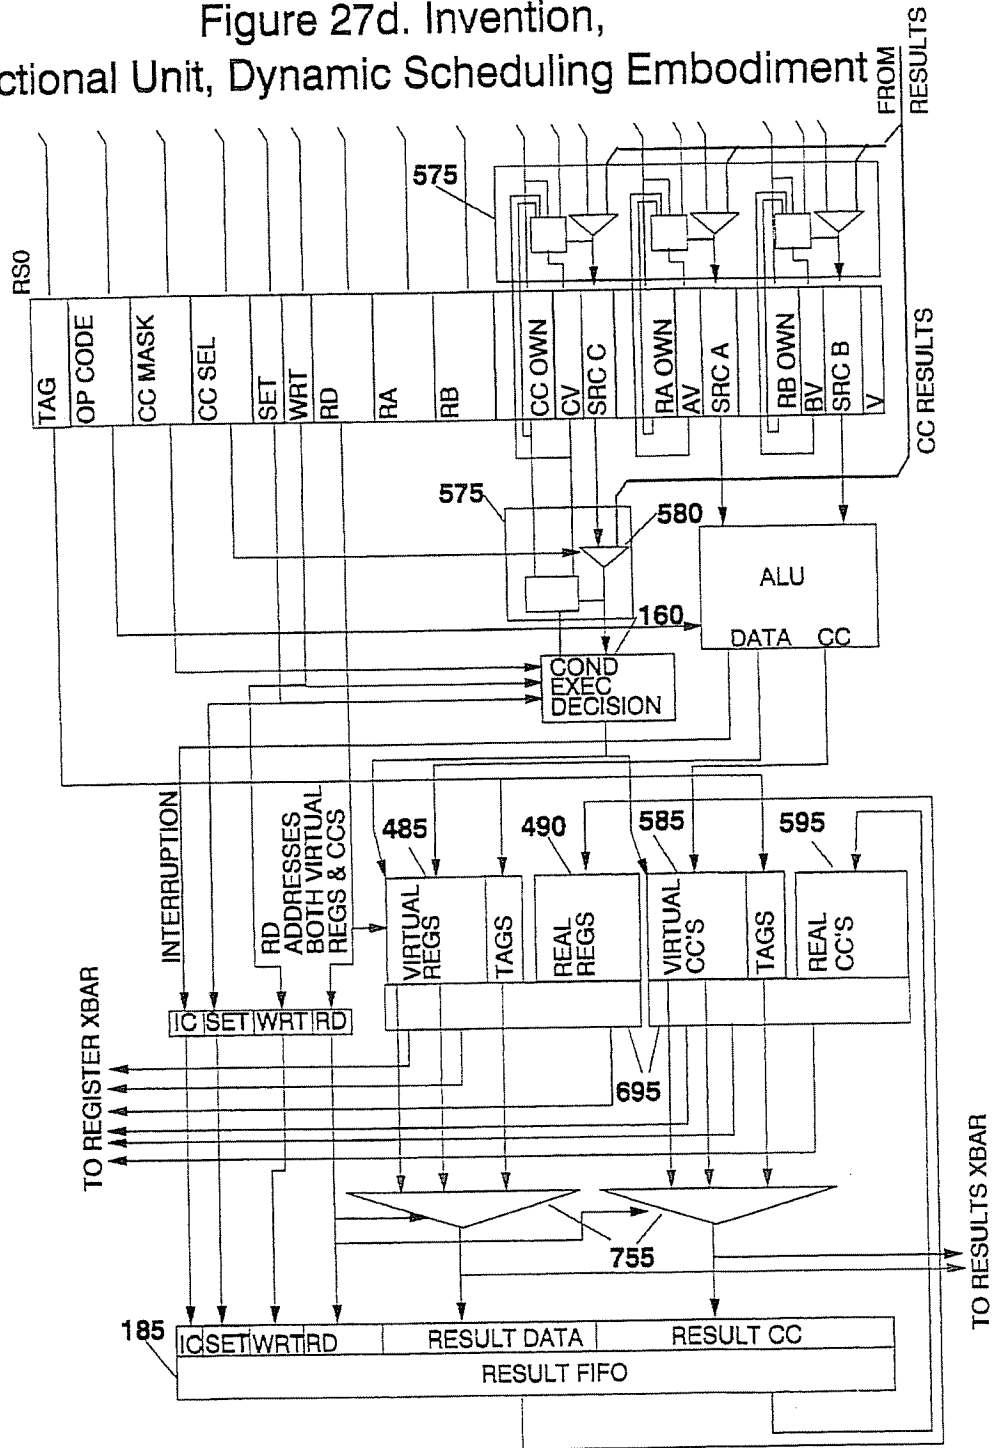 Figure 27d. Invention,
ctional Unit, Dynamic Scheduling Embodiment
FROM
RESULTS
575
RS0
TAG
OP CODE
CC MASK
CC SEL
SET
WRT
RD
RA
RB
CC OWN
CV
SRC C
RA OWN
AV
SRC A
RB OWN
BV
SRC B
V
CC RESULTS
575
580
ALU
DATA CC
160
COND
EXEC
DECISION
INTERRUPTION
RD
ADDRESSES
BOTH VIRTUAL
REGS & CCS
485
490
585
595
VIRTUAL
REGS
TAGS
REAL
REGS
VIRTUAL
CC'S
TAGS
REAL
CC'S
IC SET WRT RD
TO REGISTER XBAR
695
755
TO RESULTS XBAR
185
IC SET WRT RD RESULT DATA RESULT CC
RESULT FIFO